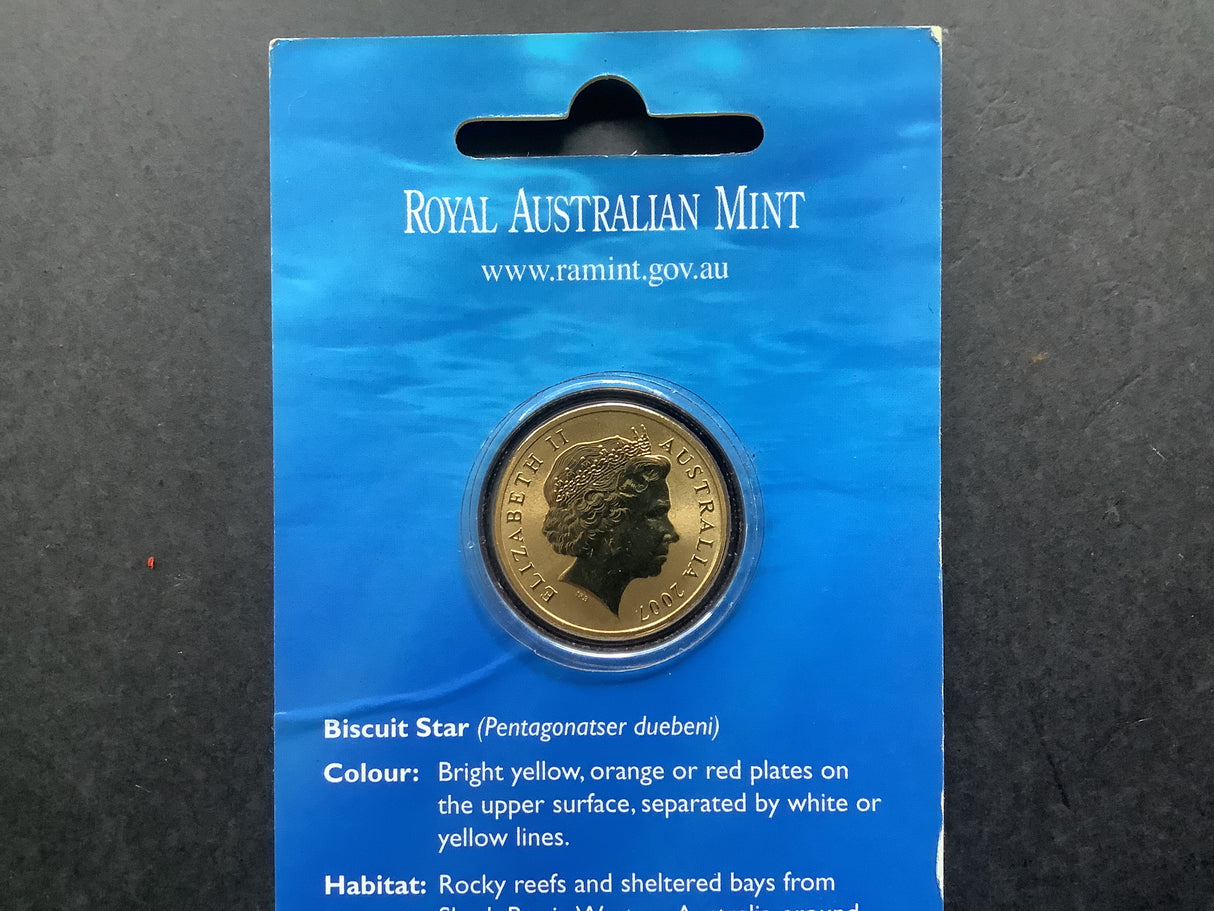 ROYAL AUSTRALIAN MINT
www.ramint.gov.au
ELIZABETH II AUSTRALIA 2007
Biscuit Star (Pentagonatser duebeni)
Colour: Bright yellow, orange or red plates on
the upper surface, separated by white or
yellow lines.
Habitat: Rocky reefs and sheltered bays from